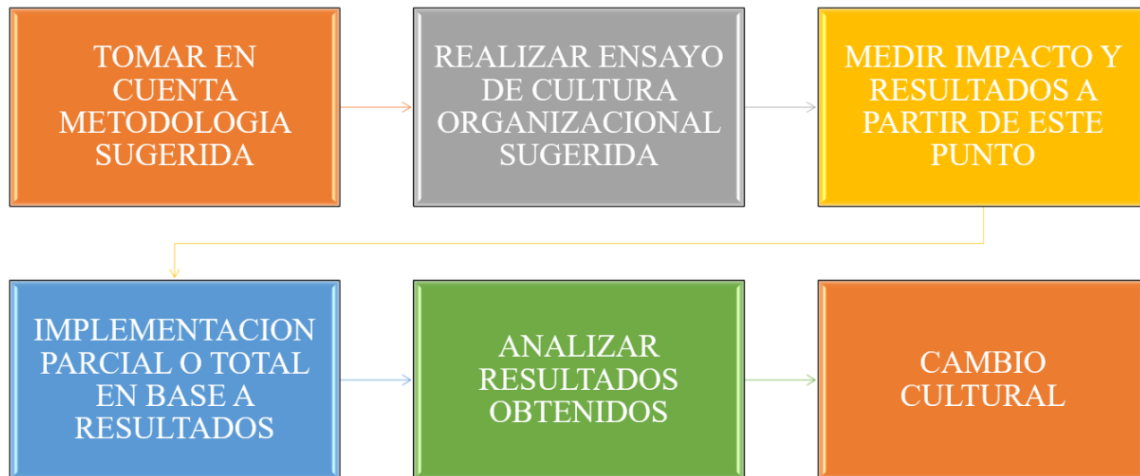 TOMAR EN
CUENTA
METODOLOGIA
SUGERIDA
REALIZAR ENSAYO
DE CULTURA
ORGANIZACIONAL
SUGERIDA
MEDIR IMPACTO Y
RESULTADOS A
PARTIR DE ESTE
PUNTO
IMPLEMENTACION
PARCIAL O TOTAL
EN BASE A
RESULTADOS
ANALIZAR
RESULTADOS
OBTENIDOS
CAMBIO
CULTURAL